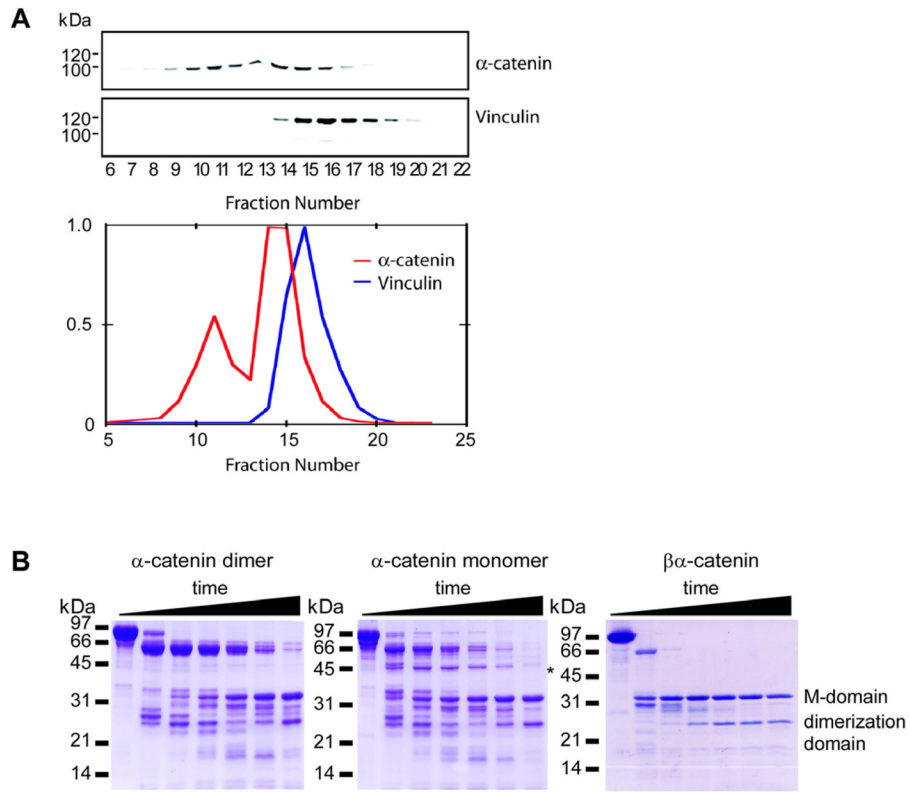 A
kDa
120-
100-
α-catenin
120-
100-
Vinculin
6 7 8 9 10 11 12 13 14 15 16 17 18 19 20 21 22
Fraction Number
1.0
0.5
0
α-catenin
Vinculin
5 10 15 20 25
Fraction Number
B
α-catenin dimer
time
kDa
97
66
45
31
21
14
α-catenin monomer
time
kDa
97
66
45
31
21
14
*
βα-catenin
time
kDa
97
66
45
31
21
14
M-domain
dimerization
domain